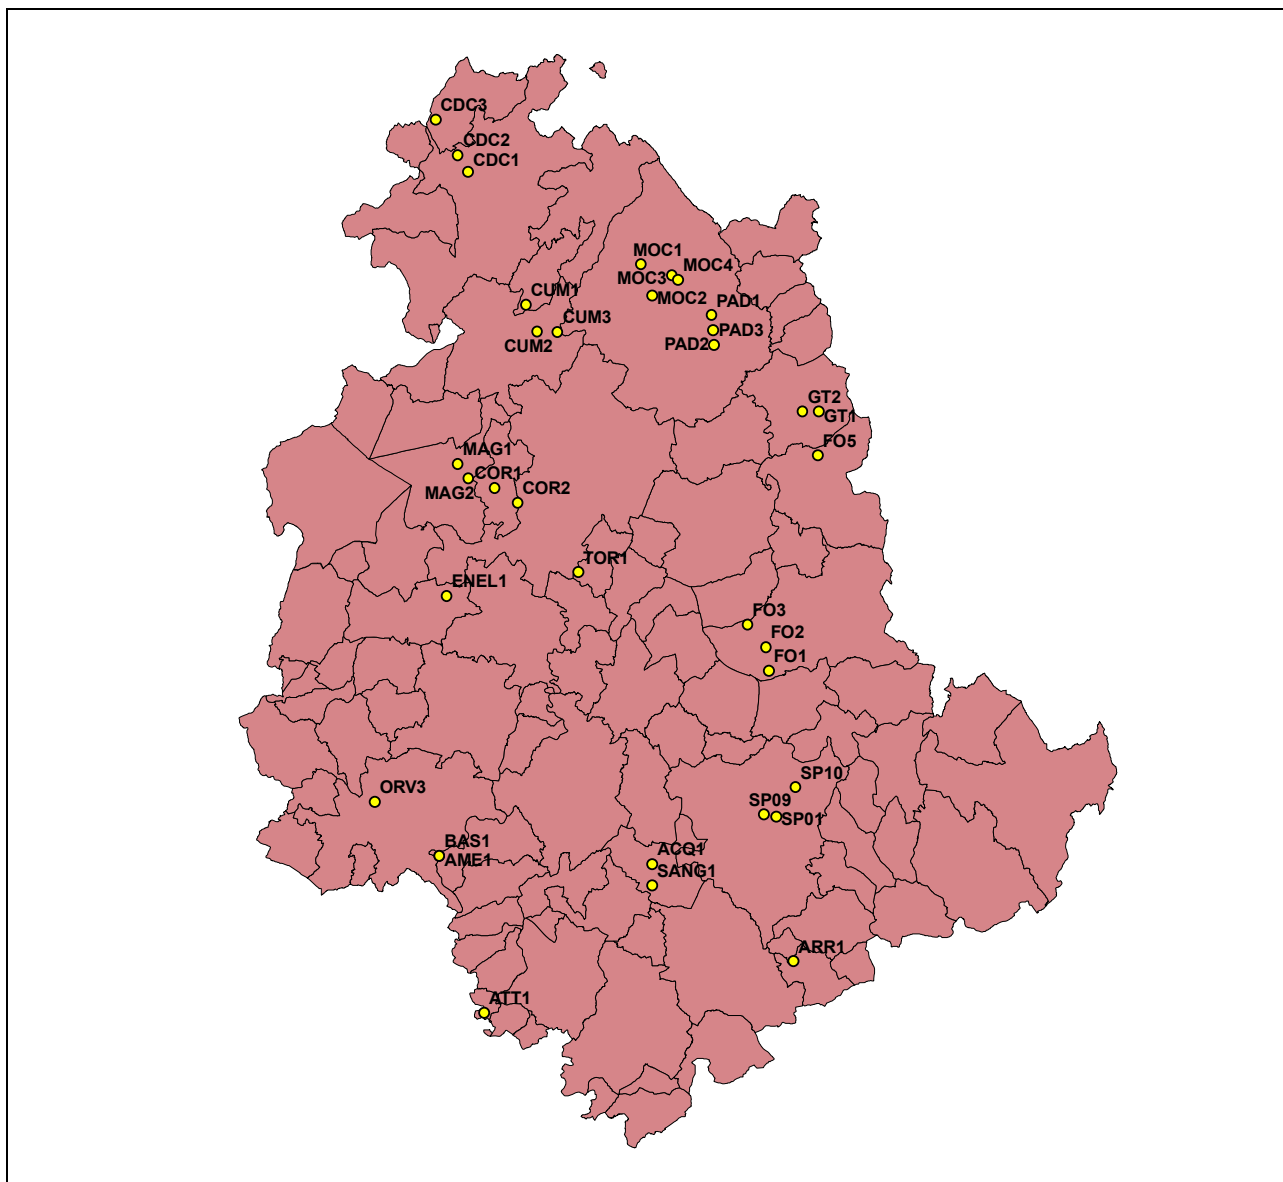 CDC3
CDC2
CDC1
MOC1
MOC4
MOC3
MOC2
CUM1
PAD1
CUM3
PAD3
CUM2
PAD2
GT2
GT1
FO5
MAG1
COR1
MAG2
COR2
TOR1
ENEL1
FO3
FO2
FO1
SP10
ORV3
SP09
SP01
BAS1
ACQ1
AME1
SANG1
ARR1
ATT1